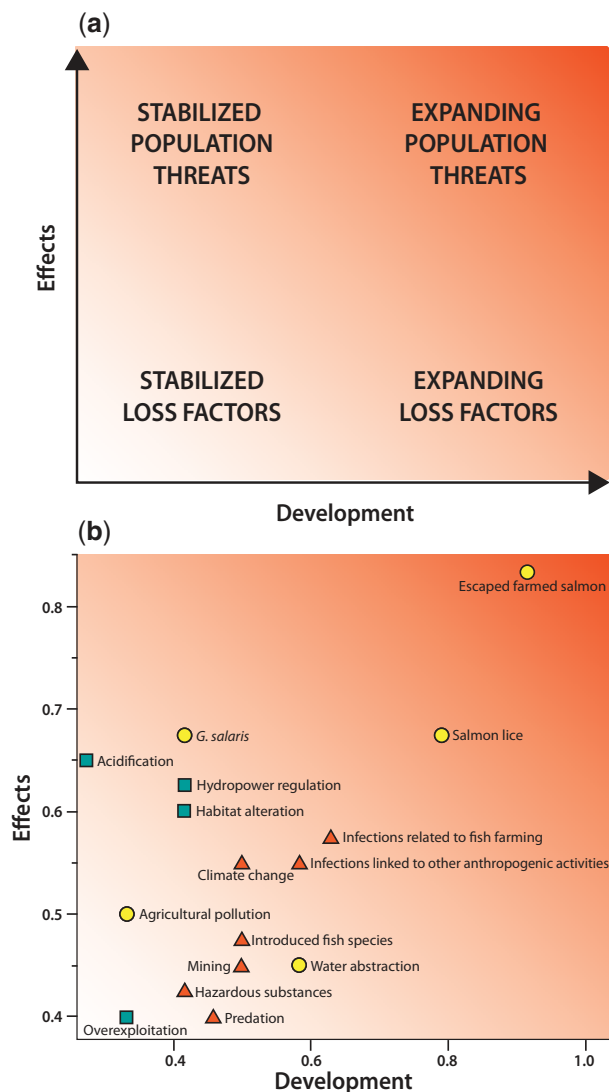 (a)
STABILIZED
POPULATION
THREATS
EXPANDING
POPULATION
THREATS
Effects
STABILIZED
LOSS FACTORS
EXPANDING
LOSS FACTORS
Development
(b)
0.8
Escaped farmed salmon
0.7
G. salaris
Salmon lice
Acidification
Hydropower regulation
0.6
Habitat alteration
Effects
Infections related to fish farming
Infections linked to other anthropogenic activities
Climate change
0.5
Agricultural pollution
Introduced fish species
Mining
Water abstraction
Hazardous substances
0.4
Predation
Overexploitation
0.4
0.6
0.8
1.0
Development